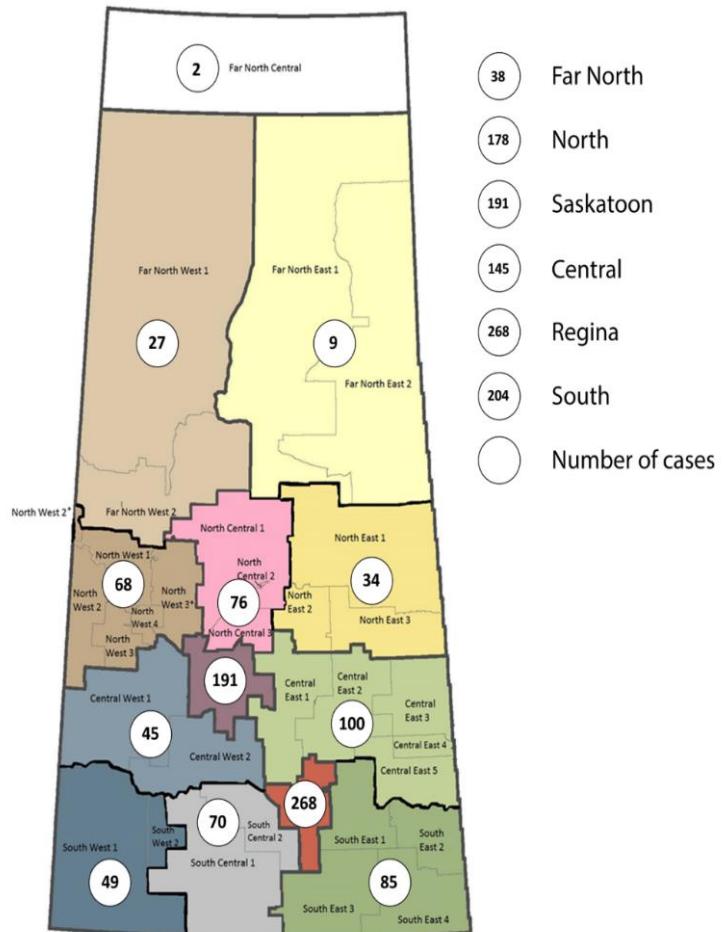 2 Far North Central
38 Far North
178 North
191 Saskatoon
145 Central
268 Regina
204 South
Number of cases
Far North West 1
Far North East 1
27
9
Far North East 2
North West 2*
Far North West 2
North Central 1
North East 1
North West 1
68
North
Central 2
34
North
West 2
North
West 3*
76
North
East 2
North
West 4
North East 3
North
West 3
North Central 3
191
Central
East 1
Central
East 2
Central West 1
Central
East 3
45
100
Central East 4
Central West 2
Central East 5
268
70
South West 1
South
West 2
South
Central 2
South East 1
South
East 2
South Central 1
49
85
South East 3
South East 4